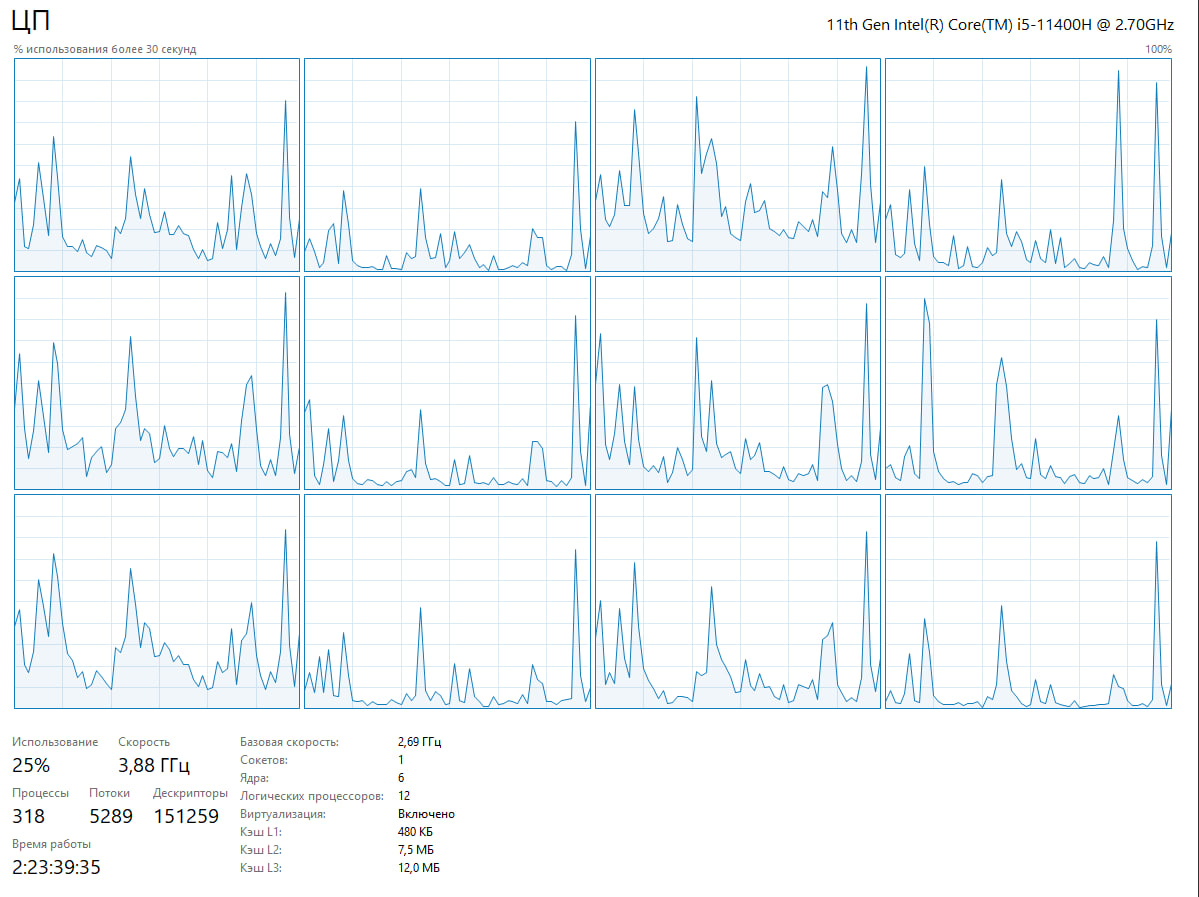 ЦП
11th Gen Intel(R) Core(TM) i5-11400H @ 2.70GHz
% использования более 30 секунд
100%
Использование Скорость
25% 3,88 ГГц
Процессы Потоки Дескрипторы
318 5289 151259
Время работы
2:23:39:35
Базовая скорость: 2,69 ГГц
Сокетов: 1
Ядра: 6
Логических процессоров: 12
Виртуализация: Включено
Кэш L1: 480 КБ
Кэш L2: 7,5 МБ
Кэш L3: 12,0 МБ